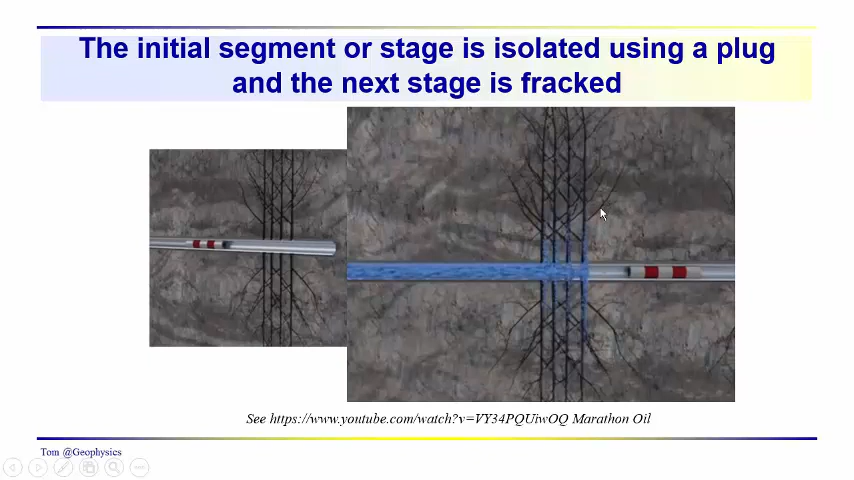 The initial segment or stage is isolated using a plug
and the next stage is fracked
See https://www.youtube.com/watch?v=VY34PQUiwOQ Marathon Oil
Tom @Geophysics